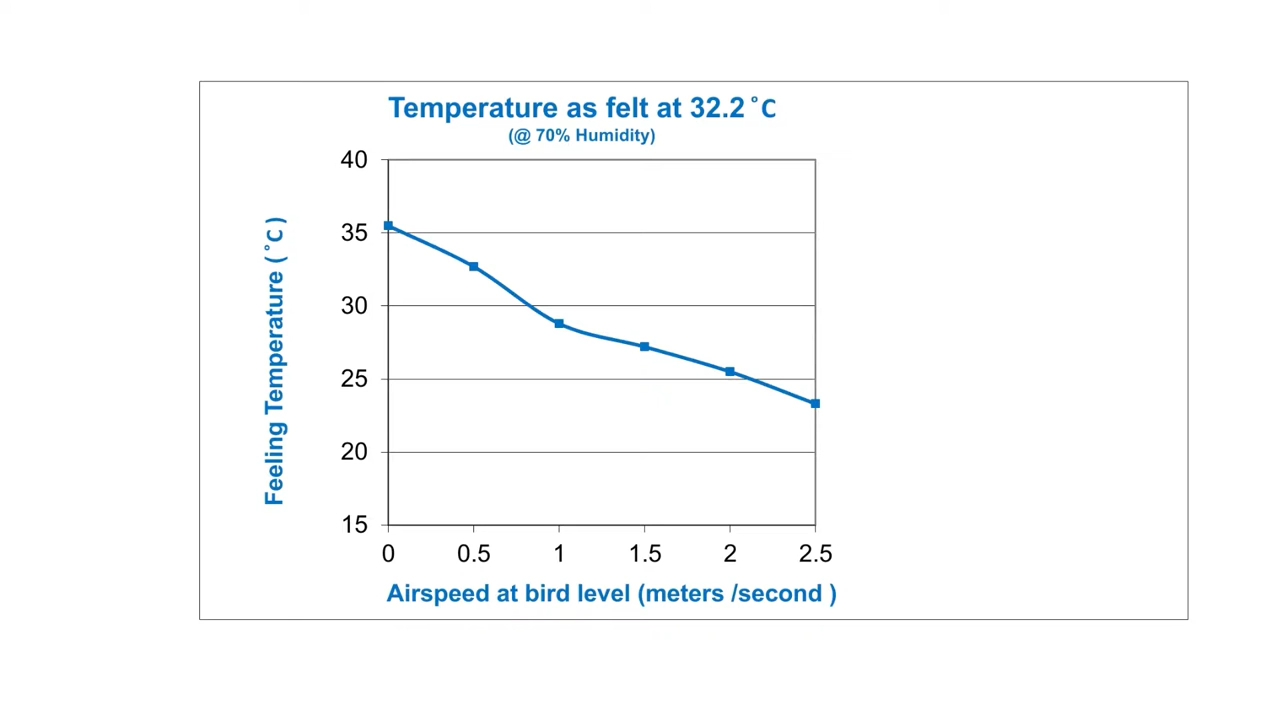 Temperature as felt at 32.2˚C
(@ 70% Humidity)
Feeling Temperature (˚C)
40
35
30
25
20
15
0 0.5 1 1.5 2 2.5
Airspeed at bird level (meters /second )